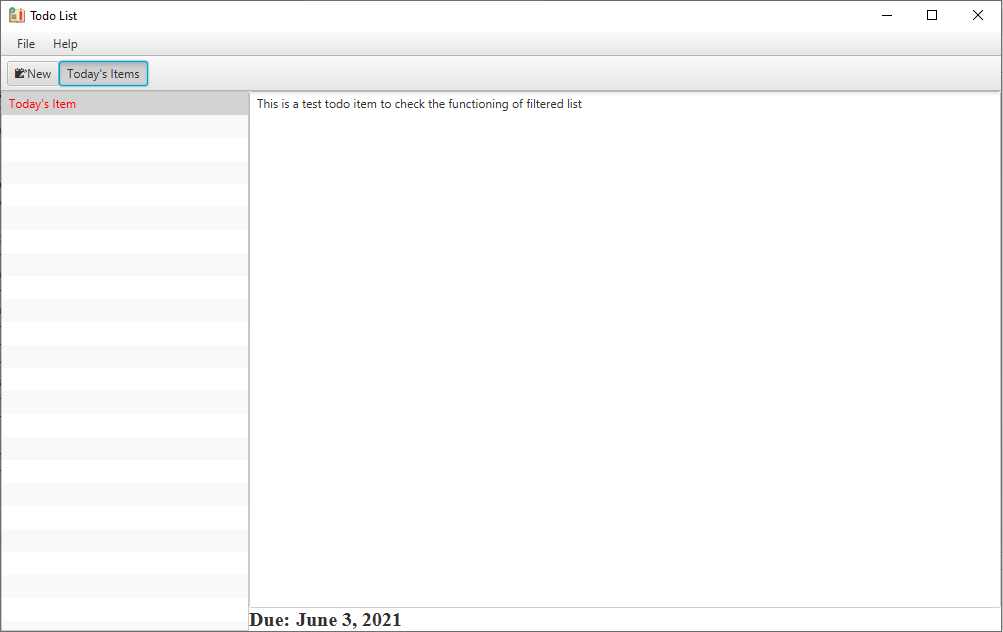 Todo List
File Help
New Today's Items
Today's Item
This is a test todo item to check the functioning of filtered list
Due: June 3, 2021